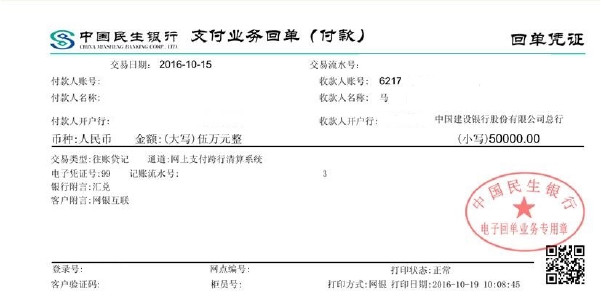 中国民生银行 支付业务回单（付款） 回单凭证
CHINA MINSHENG BANKING CORP., LTD.
交易日期：2016-10-15 交易流水号：
付款人账号： 收款人账号：6217
付款人名称： 收款人名称：马
付款人开户行： 收款人开户行： 中国建设银行股份有限公司总行
币种：人民币 金额：(大写)伍万元整 (小写)50000.00
交易类型：往账贷记 通道：网上支付跨行清算系统
电子凭证号：99 记账流水号： 3
银行附言：汇兑
客户附言：网银互联
中国民生银行
电子回单业务专用章
登录号： 网点编号： 打印状态：正常
客户验证码： 柜员号： 打印方式：网银 打印日期：2016-10-19 10:08:45